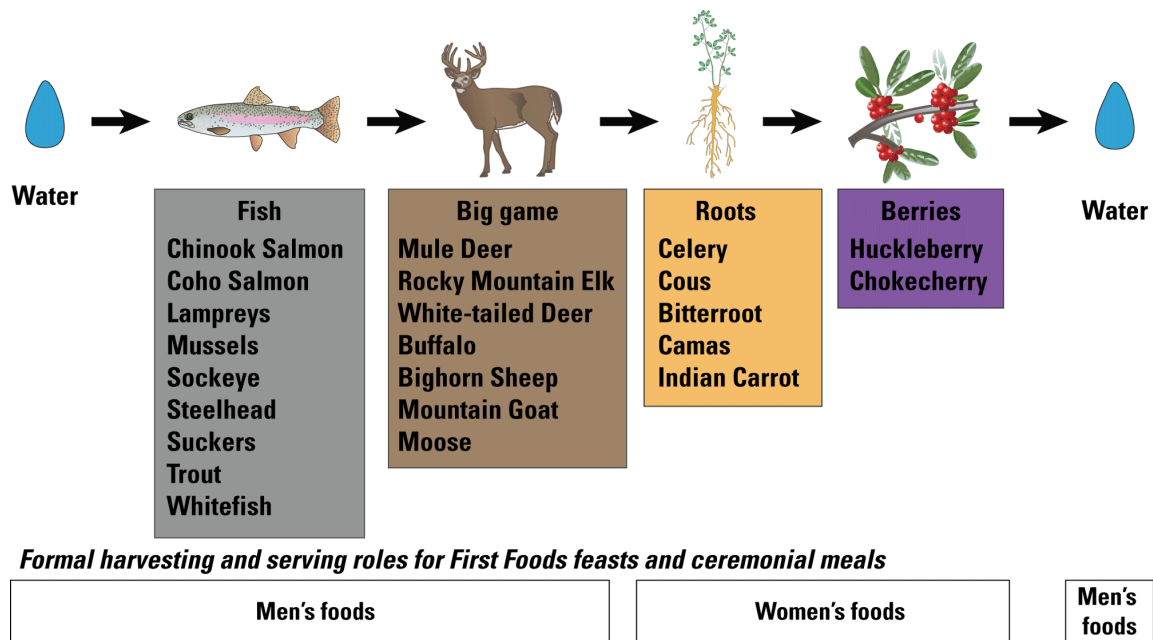 Water
Fish
Chinook Salmon
Coho Salmon
Lampreys
Mussels
Sockeye
Steelhead
Suckers
Trout
Whitefish
Big game
Mule Deer
Rocky Mountain Elk
White-tailed Deer
Buffalo
Bighorn Sheep
Mountain Goat
Moose
Roots
Celery
Cous
Bitterroot
Camas
Indian Carrot
Berries
Huckleberry
Chokecherry
Water
Formal harvesting and serving roles for First Foods feasts and ceremonial meals
Men’s foods
Women’s foods
Men’s
foods